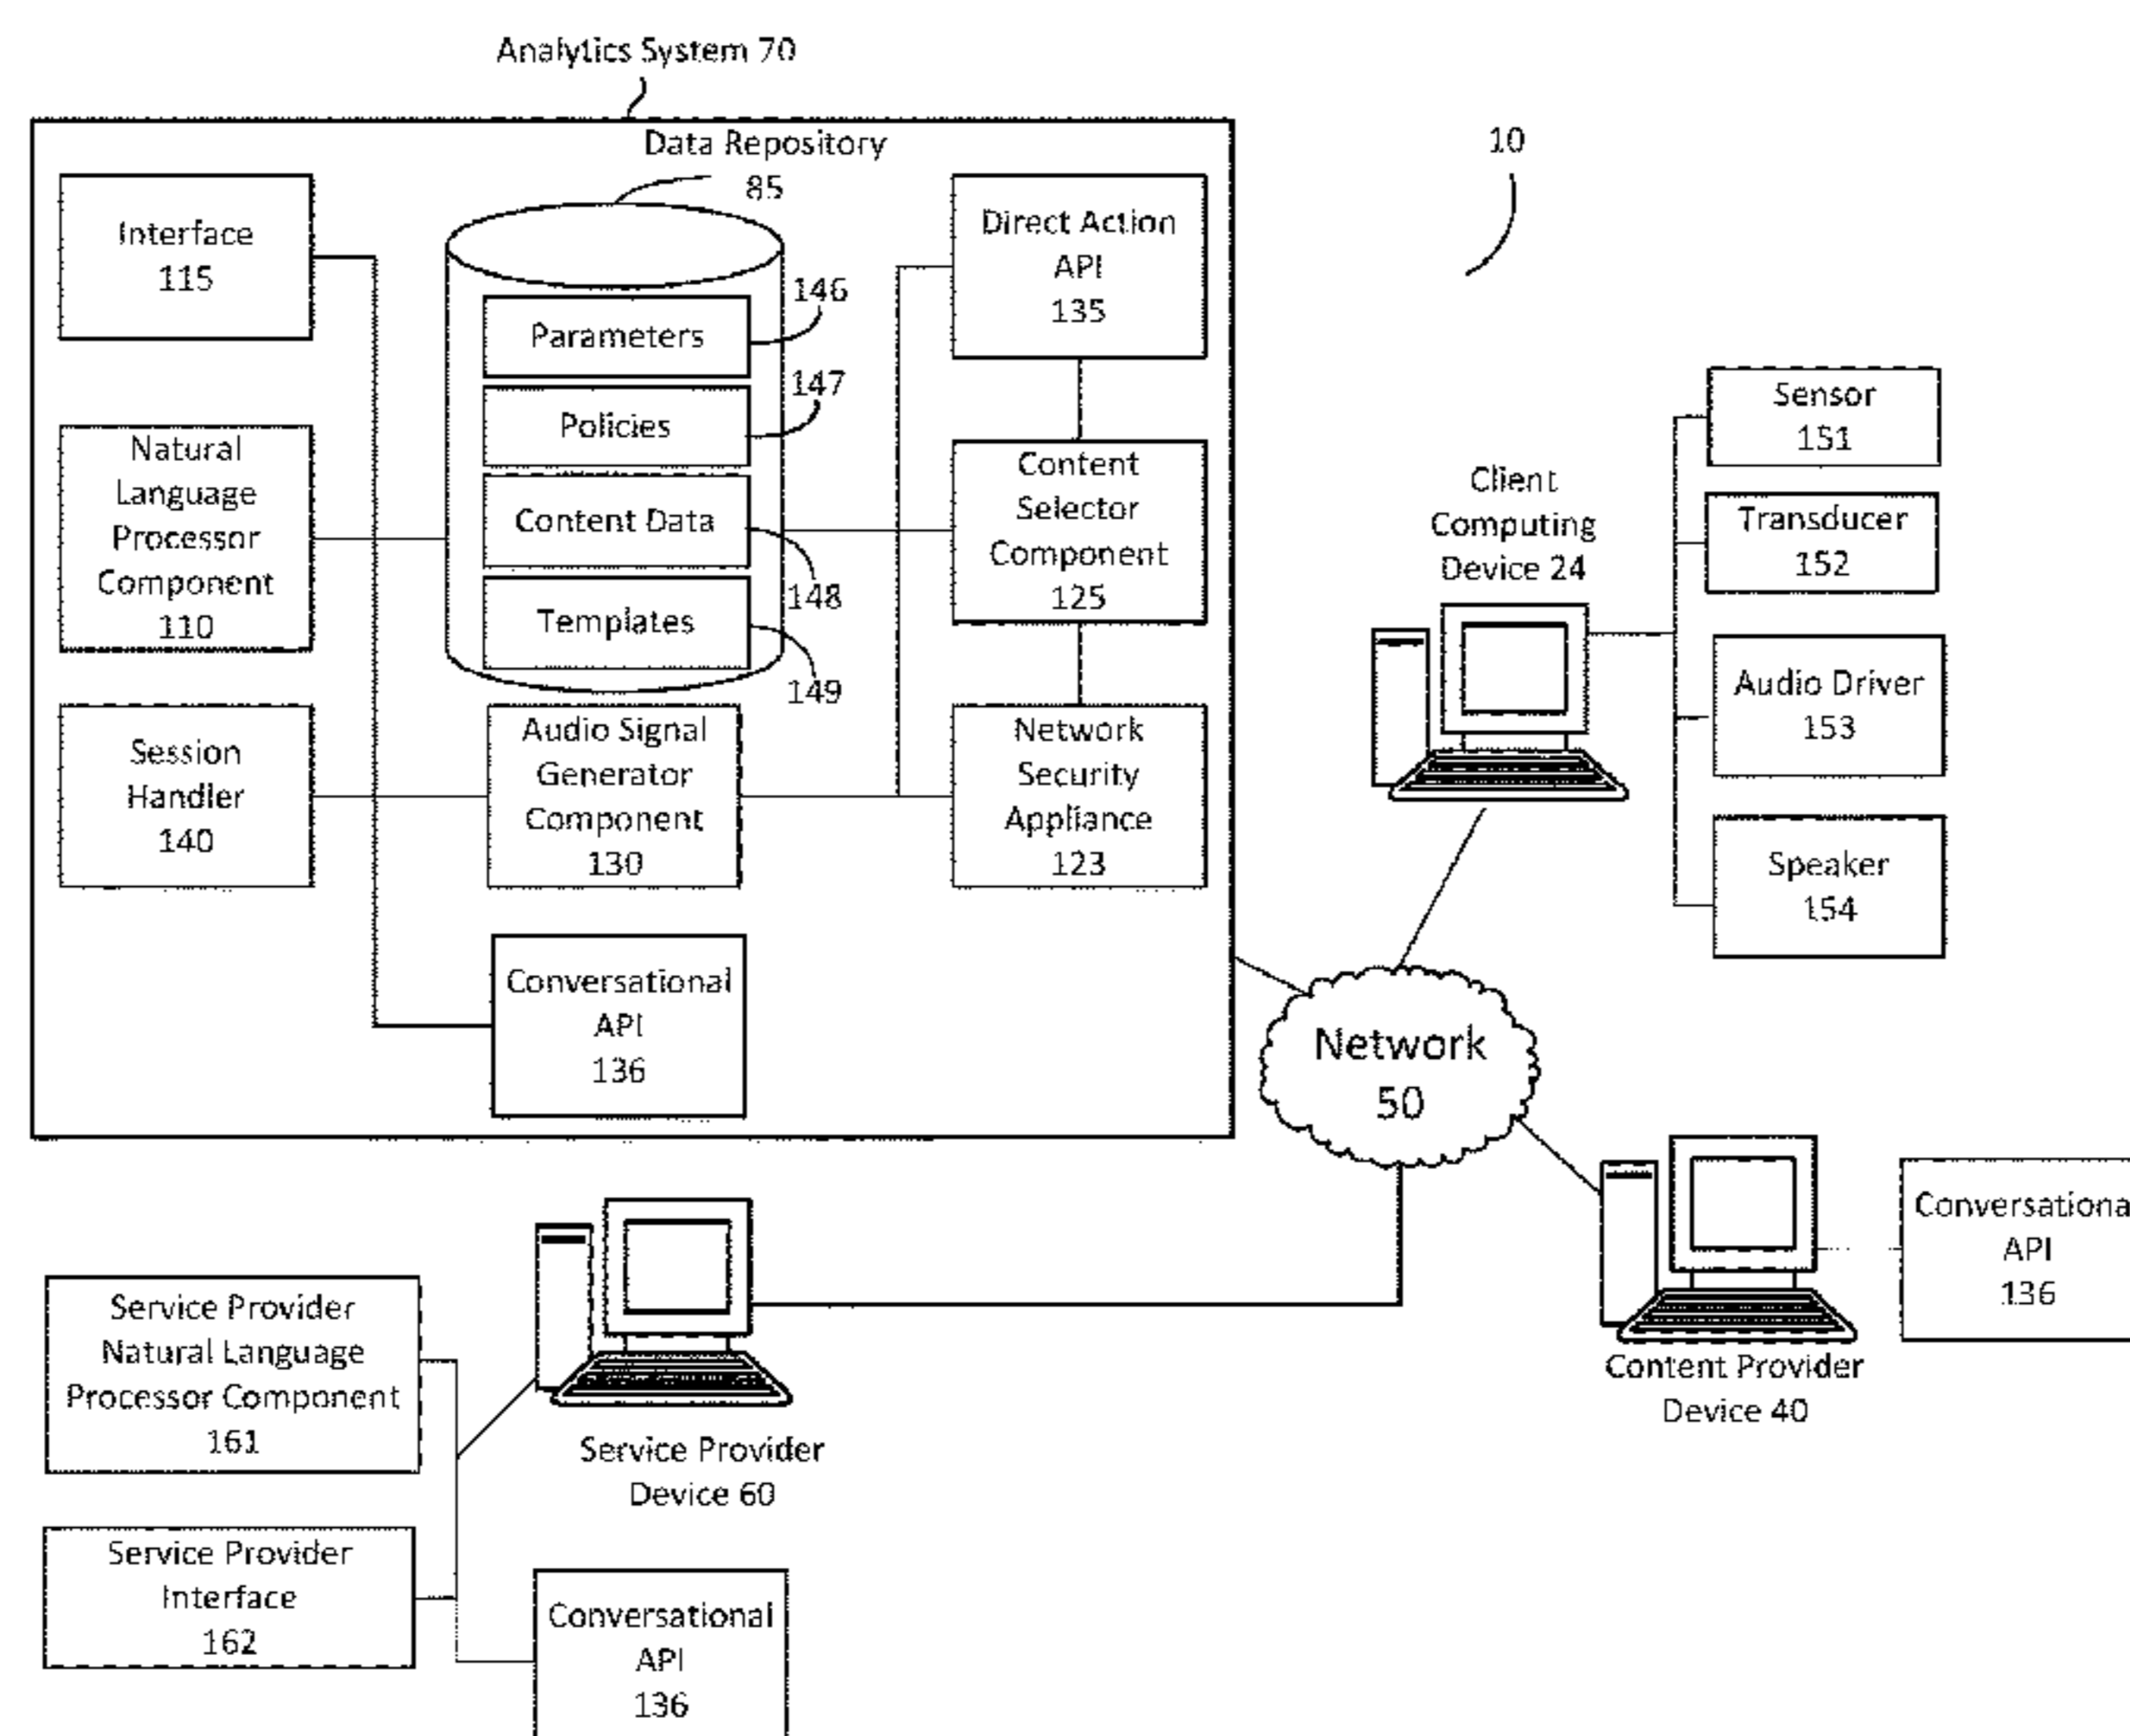 Analytics System 70
Data Repository
85
Interface
115
Natural
Language
Processor
Component
110
Session
Handler
140
Parameters
146
Policies
147
Content Data
148
Templates
149
Audio Signal
Generator
Component
130
Conversational
API
136
Direct Action
API
135
Content
Selector
Component
125
Network
Security
Appliance
123
10
Client
Computing
Device 24
Sensor
151
Transducer
152
Audio Driver
153
Speaker
154
Network
50
Conversationa
API
136
Content Provider
Device 40
Service Provider
Natural Language
Processor Component
161
Service Provider
Device 60
Service Provider
Interface
162
Conversational
API
136